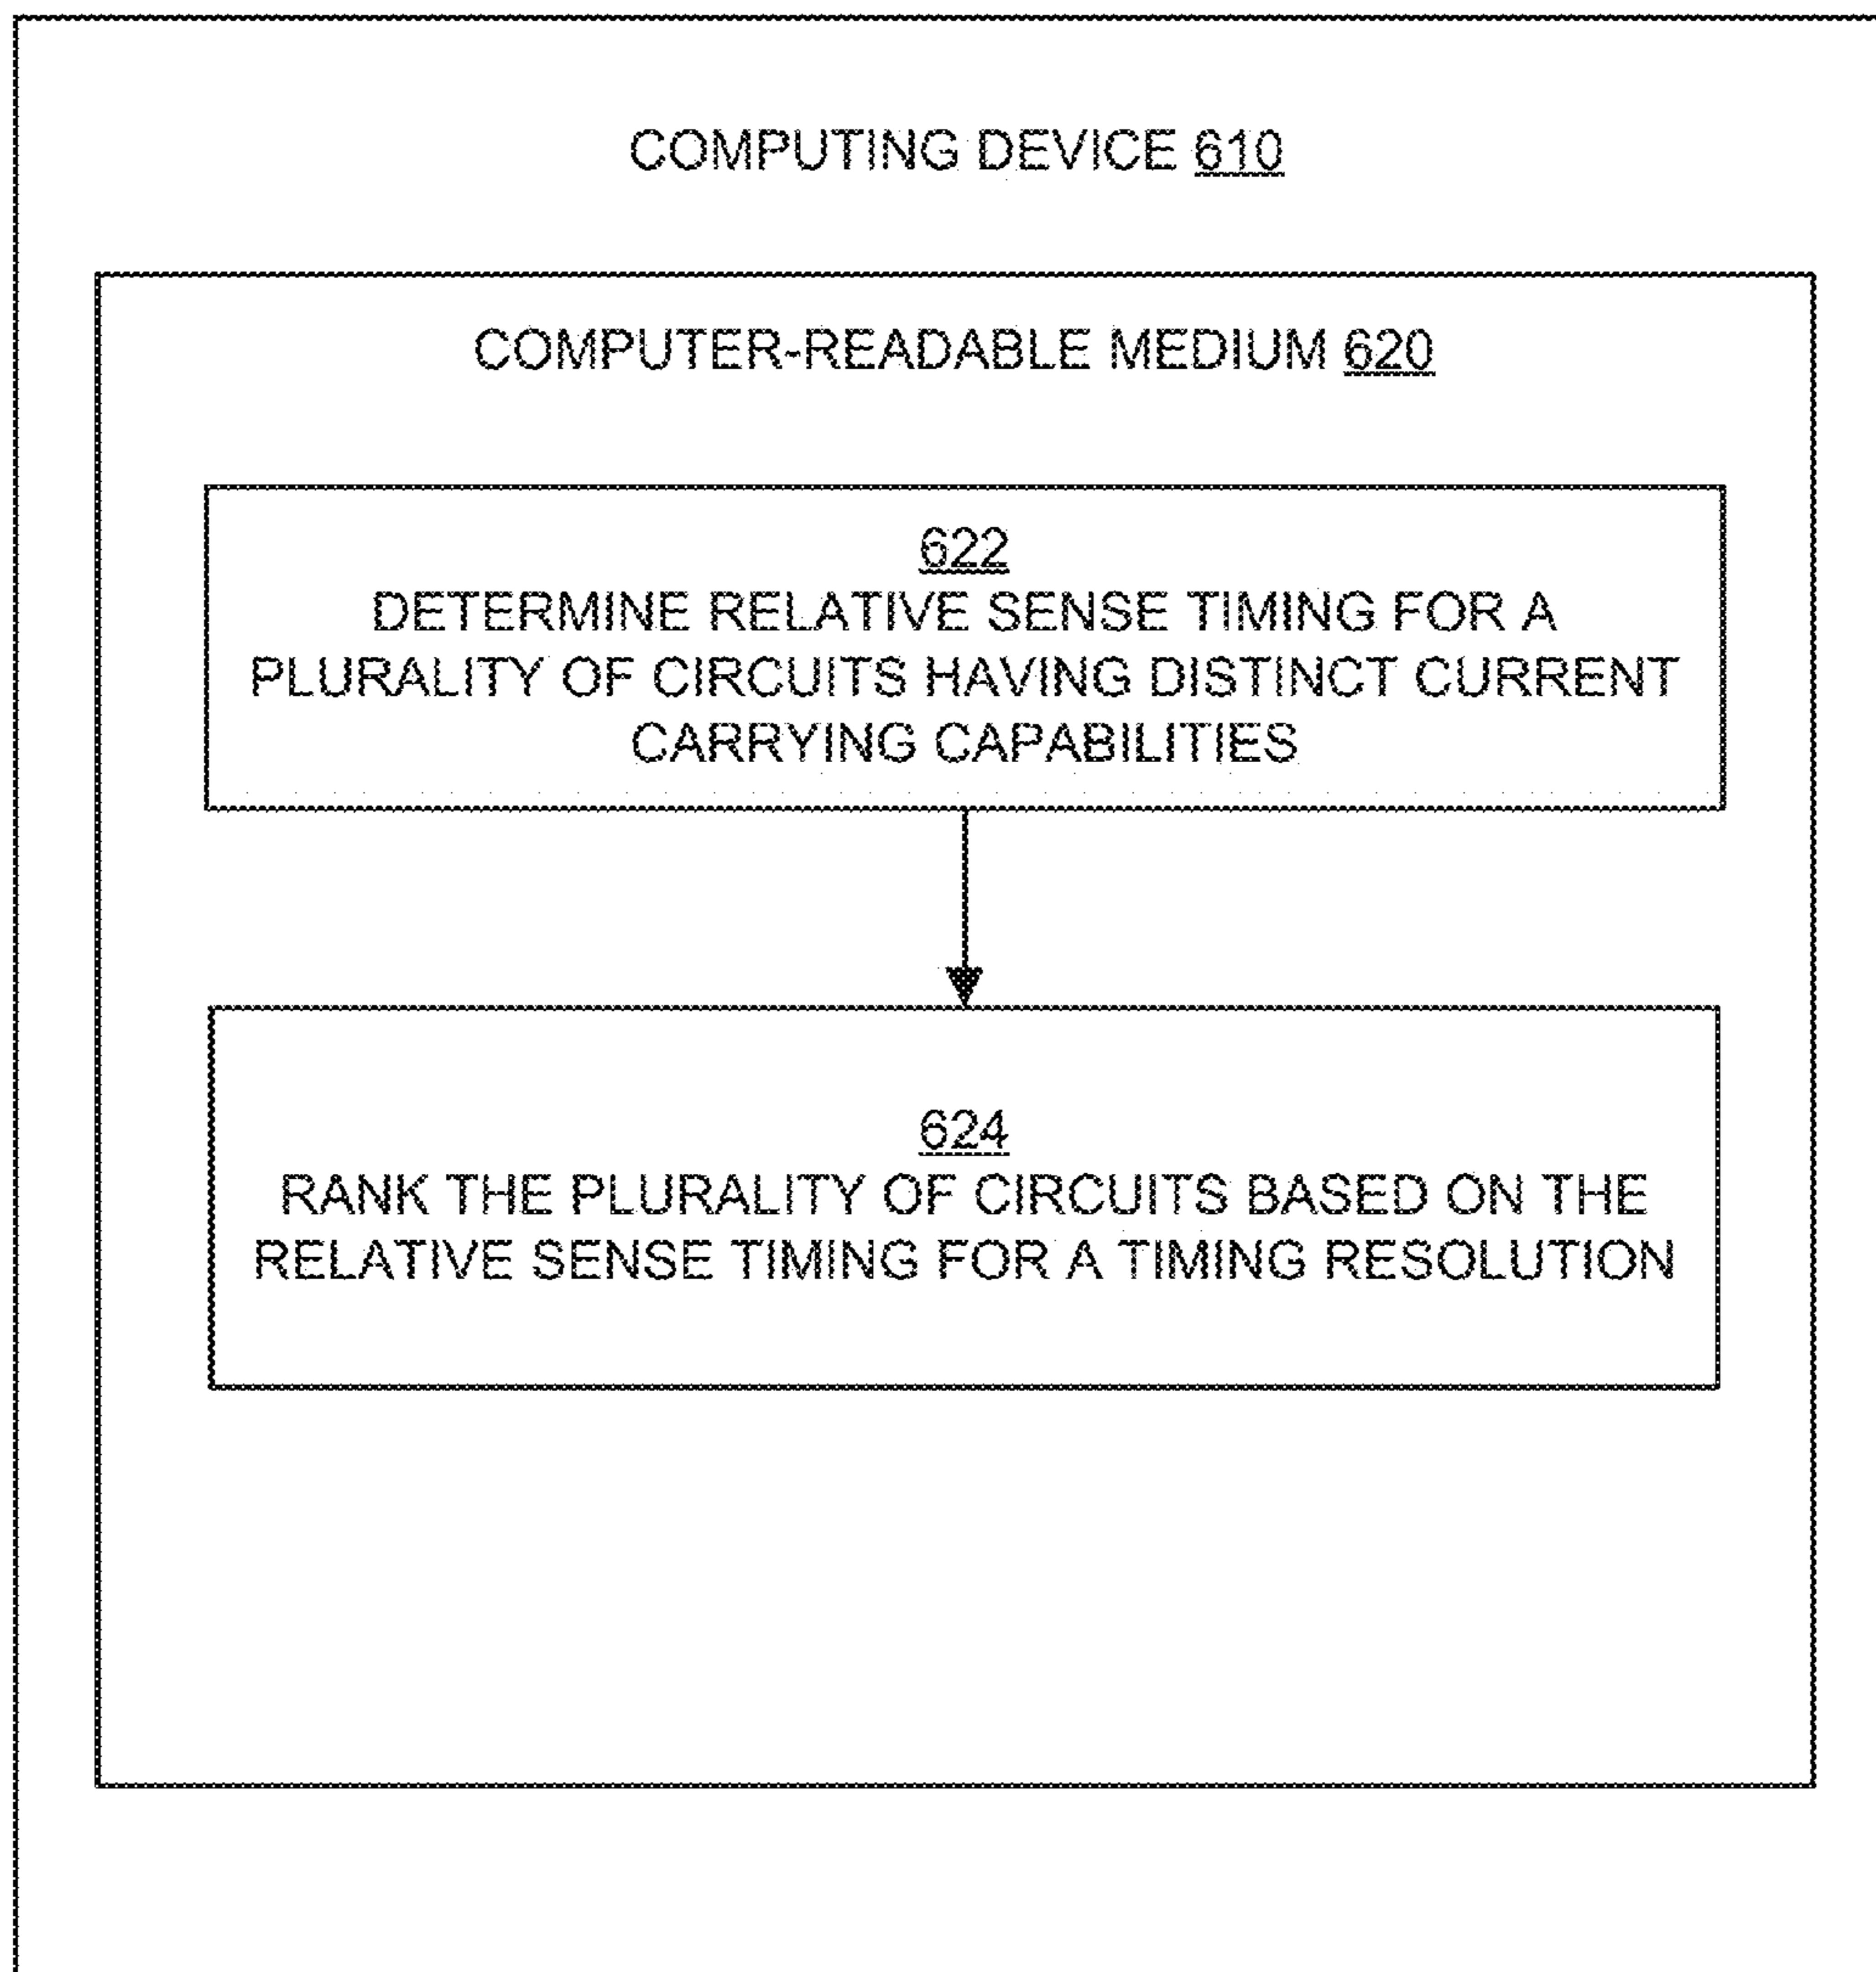 COMPUTING DEVICE 610
COMPUTER-READABLE MEDIUM 620
622
DETERMINE RELATIVE SENSE TIMING FOR A
PLURALITY OF CIRCUITS HAVING DISTINCT CURRENT
CARRYING CAPABILITIES
624
RANK THE PLURALITY OF CIRCUITS BASED ON THE
RELATIVE SENSE TIMING FOR A TIMING RESOLUTION